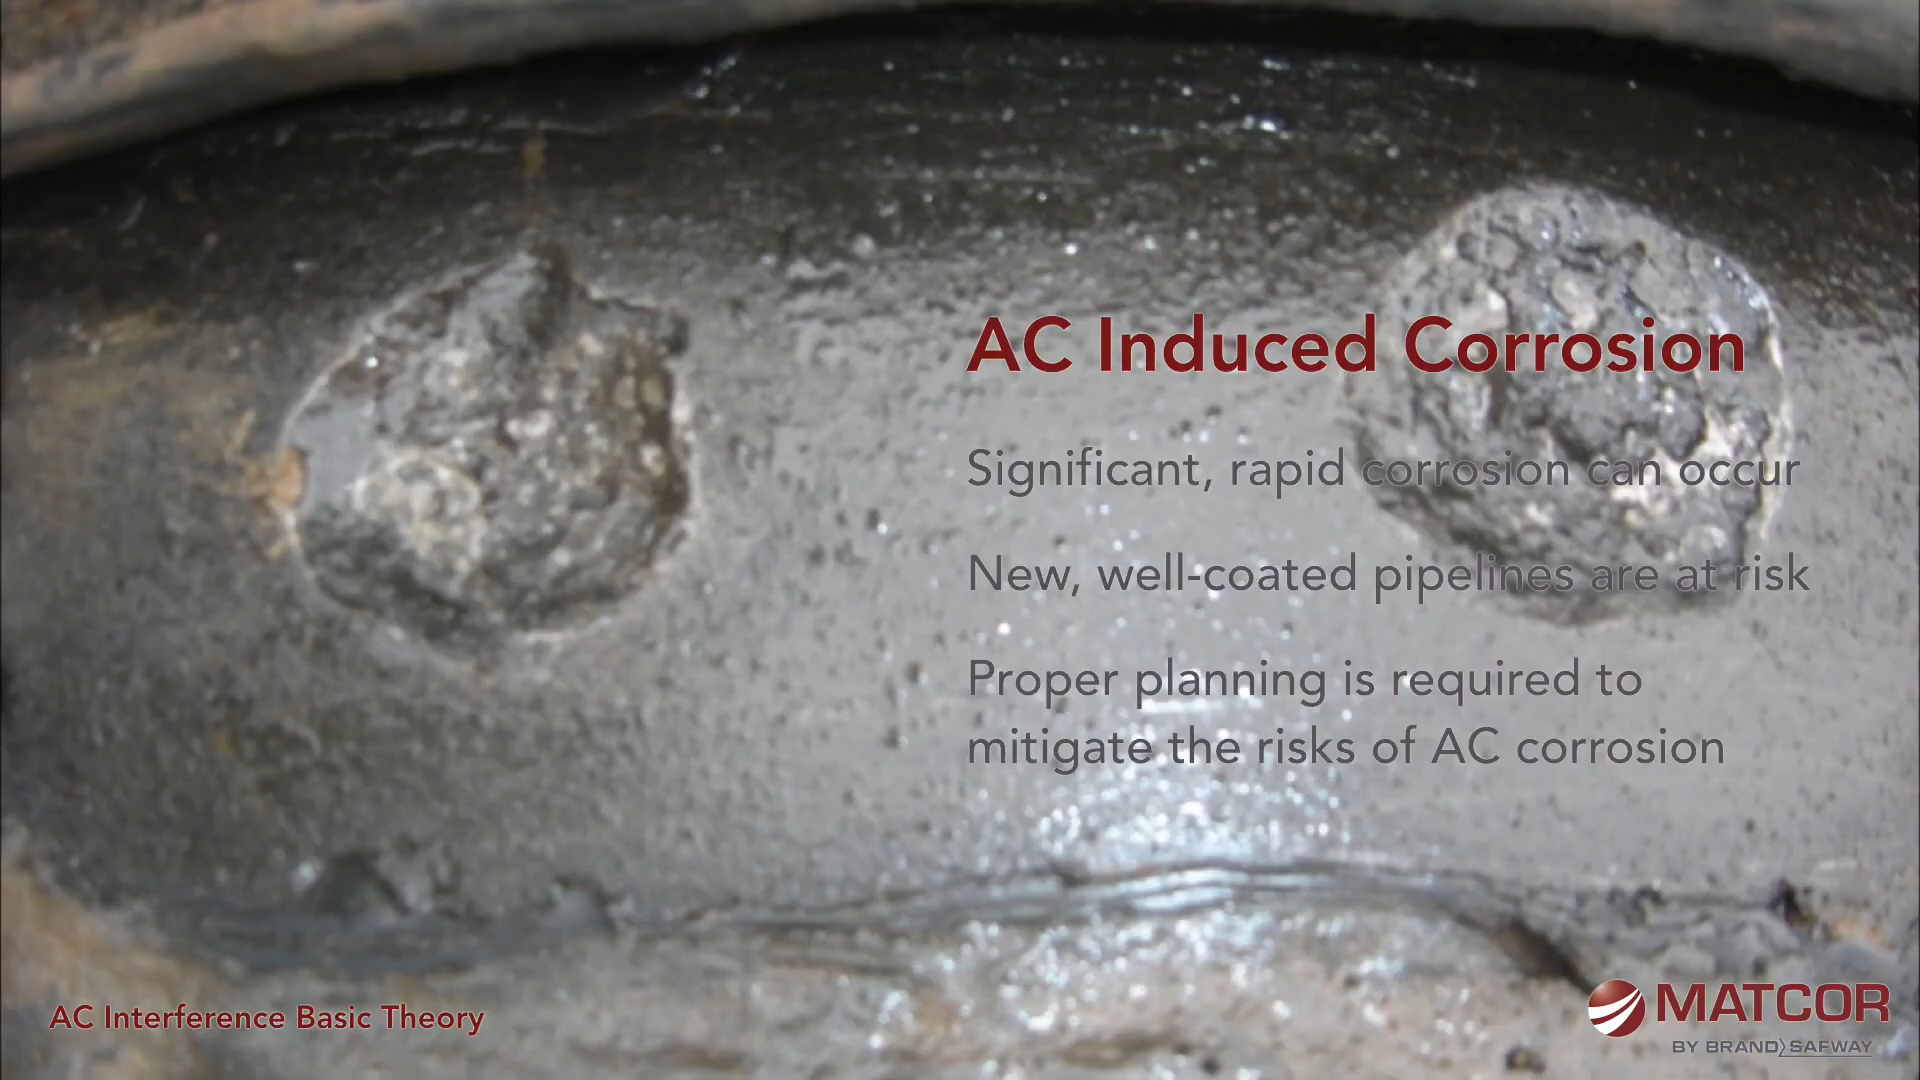 AC Induced Corrosion
Significant, rapid corrosion can occur
New, well-coated pipelines are at risk
Proper planning is required to
mitigate the risks of AC corrosion
AC Interference Basic Theory
MATCOR
BY BRAND SAFWAY